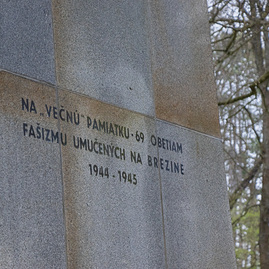 NA „VEČNÚ" PAMIATKU · 69 OBETIAM
FAŠIZMU UMUČENÝCH NA BREZINE
1944 - 1945